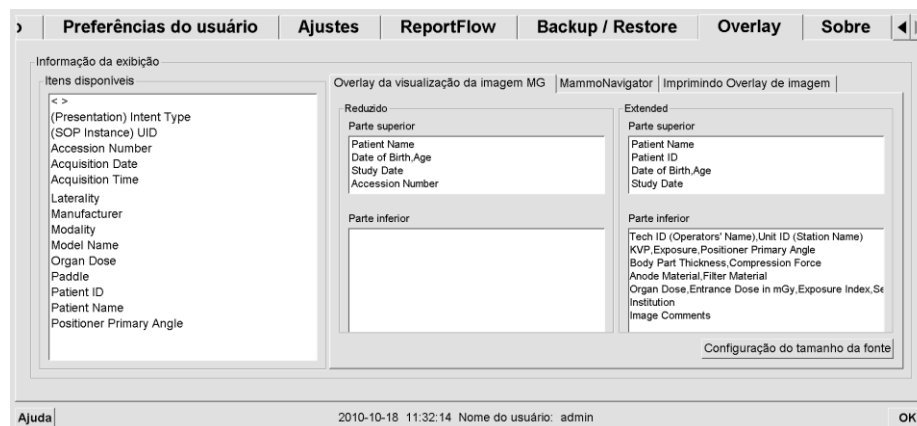 Preferências do usuário
Ajustes
ReportFlow
Backup / Restore
Overlay
Sobre
Informação da exibição
Itens disponíveis
< >
(Presentation) Intent Type
(SOP Instance) UID
Accession Number
Acquisition Date
Acquisition Time
Laterality
Manufacturer
Modality
Model Name
Organ Dose
Paddle
Patient ID
Patient Name
Positioner Primary Angle
Overlay da visualização da imagem MG
MammoNavigator
Imprimindo Overlay de imagem
Reduzido
Parte superior
Patient Name
Date of Birth,Age
Study Date
Accession Number
Parte inferior
Extended
Parte superior
Patient Name
Patient ID
Date of Birth,Age
Study Date
Parte inferior
Tech ID (Operators' Name),Unit ID (Station Name)
KVP,Exposure,Positioner Primary Angle
Body Part Thickness,Compression Force
Anode Material,Filter Material
Organ Dose,Entrance Dose in mGy,Exposure Index,Se
Institution
Image Comments
Configuração do tamanho da fonte
Ajuda
2010-10-18 11:32:14 Nome do usuário: admin
OK